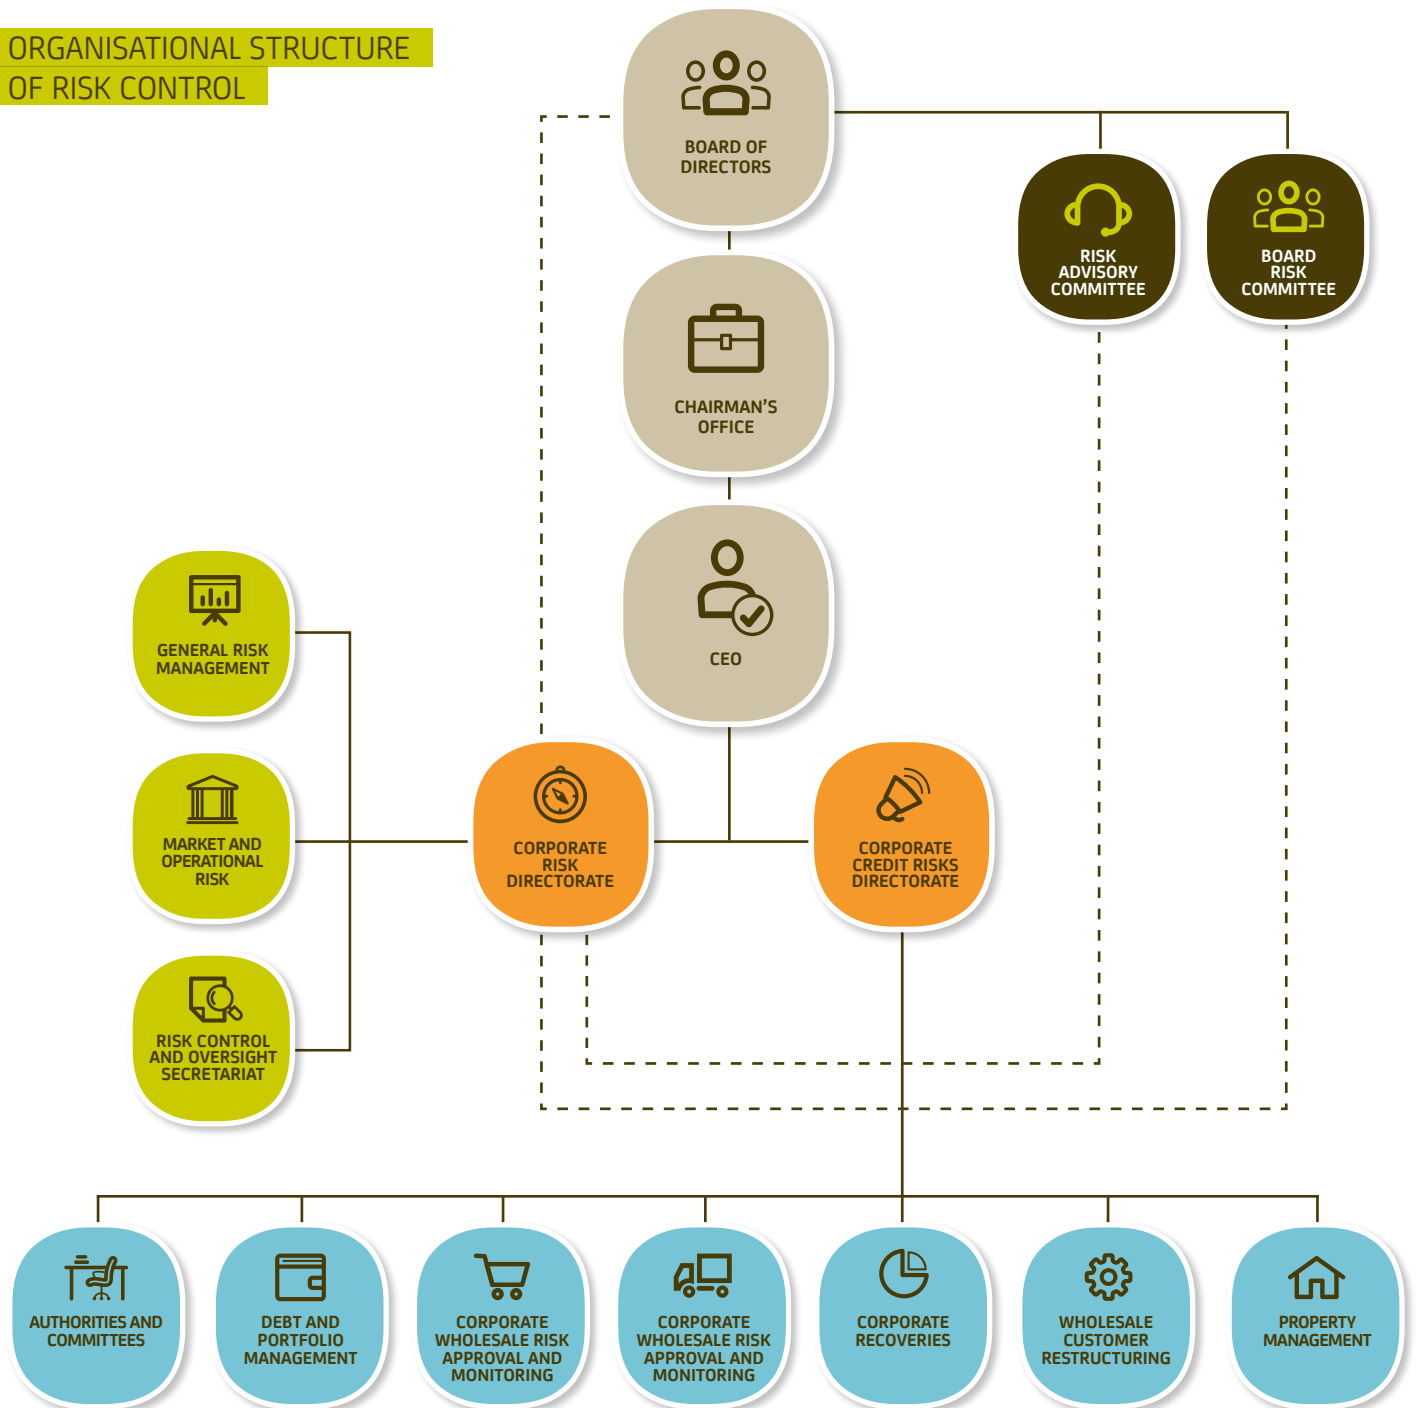 ORGANISATIONAL STRUCTURE
OF RISK CONTROL
BOARD OF
DIRECTORS
RISK
ADVISORY
COMMITTEE
BOARD
RISK
COMMITTEE
CHAIRMAN’S
OFFICE
CEO
GENERAL RISK
MANAGEMENT
MARKET AND
OPERATIONAL
RISK
RISK CONTROL
AND OVERSIGHT
SECRETARIAT
CORPORATE
RISK
DIRECTORATE
CORPORATE
CREDIT RISKS
DIRECTORATE
AUTHORITIES AND
COMMITTEES
DEBT AND
PORTFOLIO
MANAGEMENT
CORPORATE
WHOLESALE RISK
APPROVAL AND
MONITORING
CORPORATE
WHOLESALE RISK
APPROVAL AND
MONITORING
CORPORATE
RECOVERIES
WHOLESALE
CUSTOMER
RESTRUCTURING
PROPERTY
MANAGEMENT